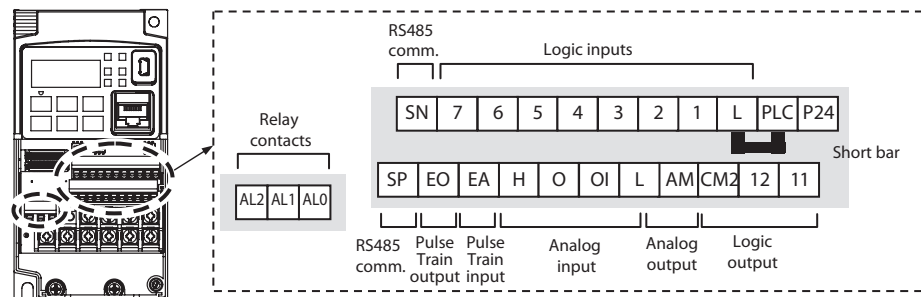 RS485
comm.
Logic inputs
SN 7 6 5 4 3 2 1 L PLC P24
Short bar
Relay
contacts
AL2 AL1 AL0
SP EO EA H O OI L AM CM2 12 11
RS485
comm.
Pulse
Train
output
Pulse
Train
input
Analog
input
Analog
output
Logic
output